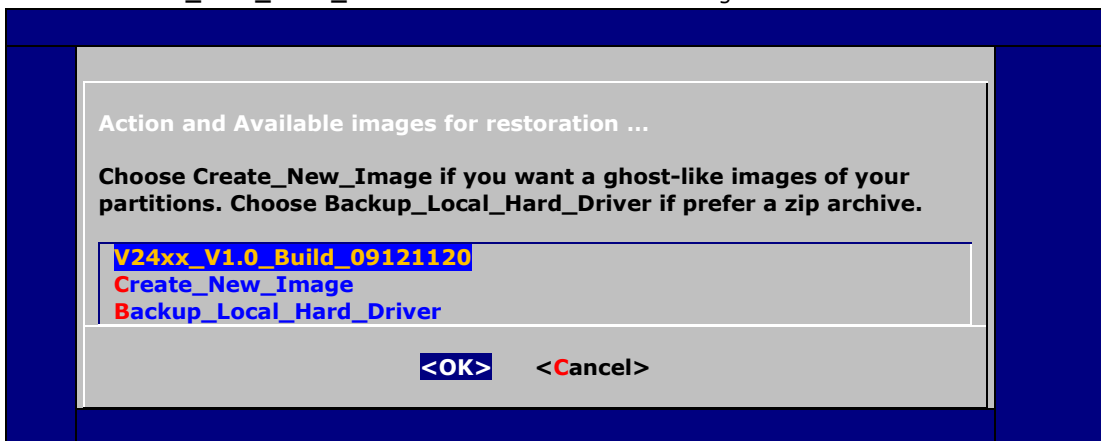 Action and Available images for restoration ...
Choose Create_New_Image if you want a ghost-like images of your
partitions. Choose Backup_Local_Hard_Driver if prefer a zip archive.
V24xx_V1.0_Build_09121120
Create_New_Image
Backup_Local_Hard_Driver
<OK> <Cancel>